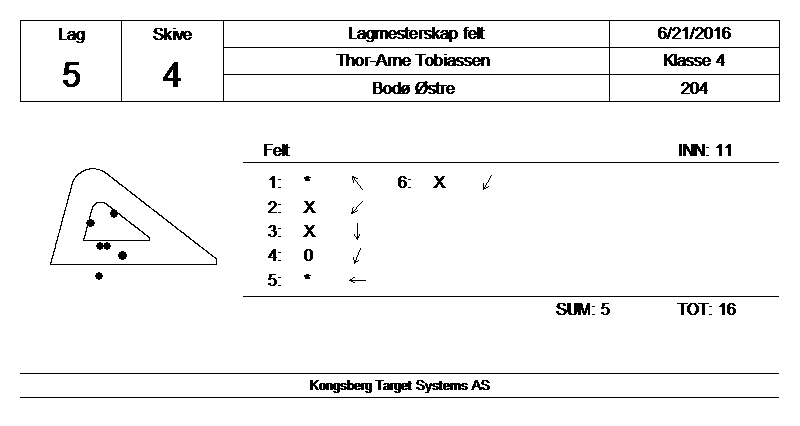 Lag Skive Lagmesterskap felt 6/21/2016
5 4 Thor-Arne Tobiassen Klasse 4
Bodø Østre 204
Felt INN: 11
1: * ↖ 6: X ↙
2: X ↙
3: X ↓
4: 0 ↙
5: * ←
SUM: 5 TOT: 16
Kongsberg Target Systems AS